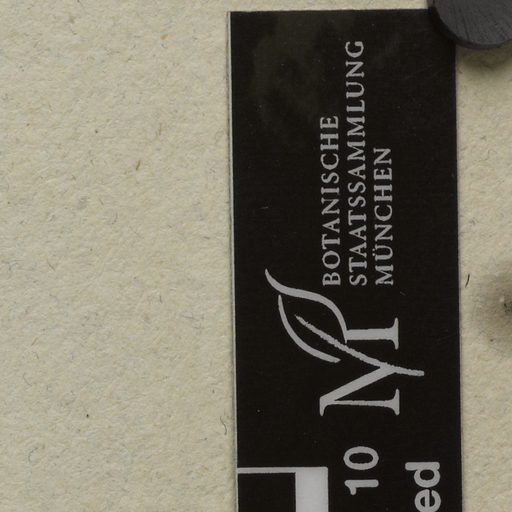 BOTANISCHE
STAATSSAMMLUNG
MÜNCHEN
M
10
ed